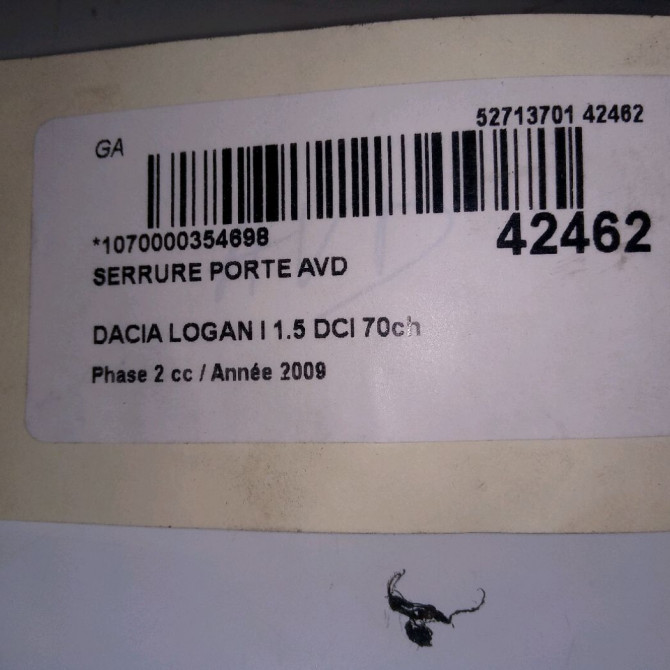 GA
52713701 42462
*1070000354698
42462
SERRURE PORTE AVD
DACIA LOGAN I 1.5 DCI 70ch
Phase 2 cc / Année 2009